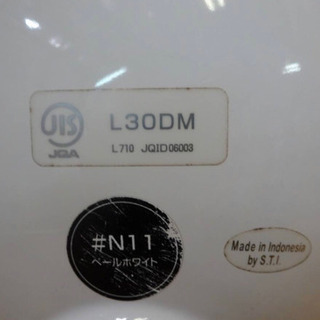 JIS
JQA
L30DM
L710 JQID06003
#N11
ペールホワイト
Made in Indonesia
by S.T.I.